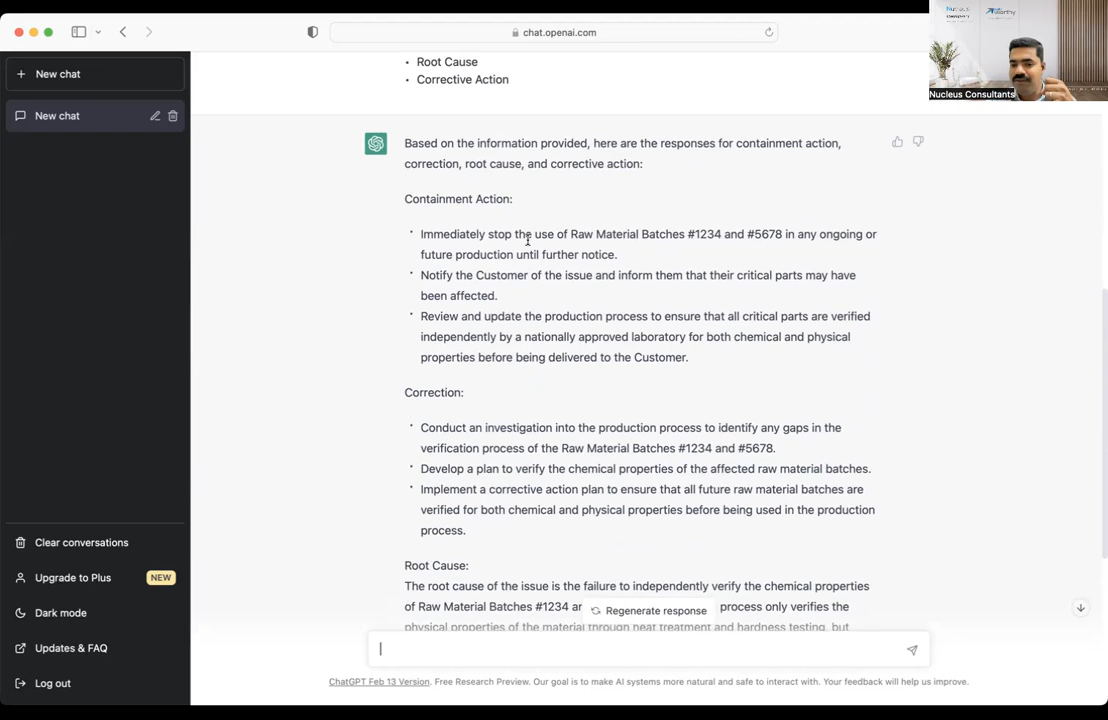 chat.openai.com
Nucleus Consultants
New chat
New chat
Clear conversations
Upgrade to Plus NEW
Dark mode
Updates & FAQ
Log out
• Root Cause
• Corrective Action
Based on the information provided, here are the responses for containment action,
correction, root cause, and corrective action:
Containment Action:
• Immediately stop the use of Raw Material Batches #1234 and #5678 in any ongoing or
future production until further notice.
• Notify the Customer of the issue and inform them that their critical parts may have
been affected.
• Review and update the production process to ensure that all critical parts are verified
independently by a nationally approved laboratory for both chemical and physical
properties before being delivered to the Customer.
Correction:
• Conduct an investigation into the production process to identify any gaps in the
verification process of the Raw Material Batches #1234 and #5678.
• Develop a plan to verify the chemical properties of the affected raw material batches.
• Implement a corrective action plan to ensure that all future raw material batches are
verified for both chemical and physical properties before being used in the production
process.
Root Cause:
The root cause of the issue is the failure to independently verify the chemical properties
of Raw Material Batches #1234 process only verifies the
physical properties of the material through heat treatment and hardness testing, but
Regenerate response
ChatGPT Feb 13 Version. Free Research Preview. Our goal is to make AI systems more natural and safe to interact with. Your feedback will help us improve.